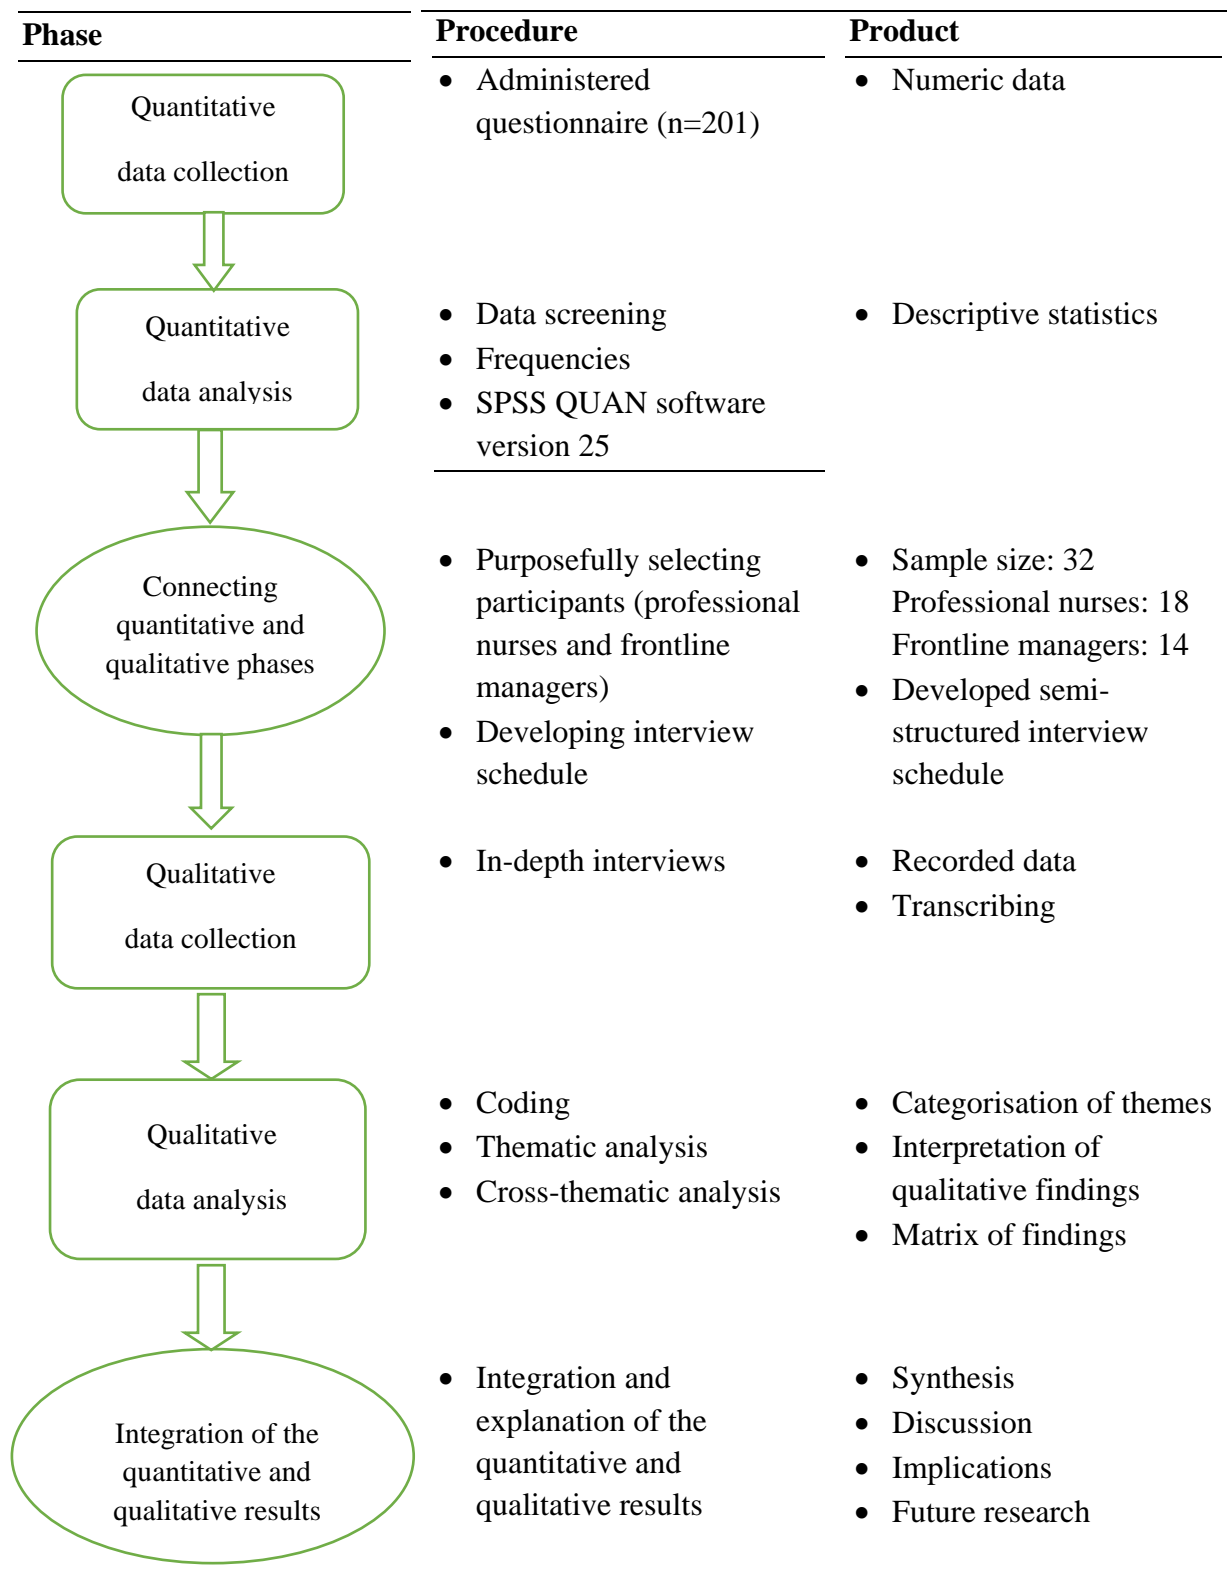 Phase
Procedure
Product
Quantitative
data collection
• Administered
questionnaire (n=201)
• Numeric data
Quantitative
data analysis
• Data screening
• Frequencies
• SPSS QUAN software
version 25
• Descriptive statistics
Connecting
quantitative and
qualitative phases
• Purposefully selecting
participants (professional
nurses and frontline
managers)
• Developing interview
schedule
• Sample size: 32
Professional nurses: 18
Frontline managers: 14
• Developed semi-
structured interview
schedule
Qualitative
data collection
• In-depth interviews
• Recorded data
• Transcribing
Qualitative
data analysis
• Coding
• Thematic analysis
• Cross-thematic analysis
• Categorisation of themes
• Interpretation of
qualitative findings
• Matrix of findings
Integration of the
quantitative and
qualitative results
• Integration and
explanation of the
quantitative and
qualitative results
• Synthesis
• Discussion
• Implications
• Future research